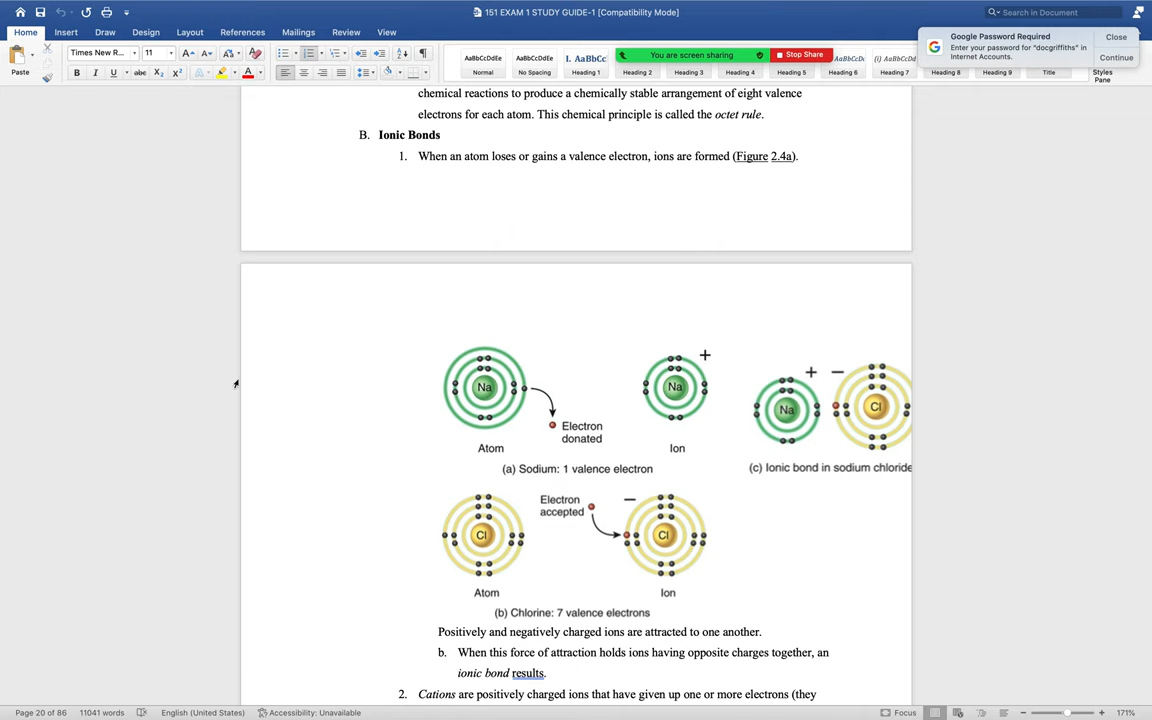 151 EXAM 1 STUDY GUIDE-1 [Compatibility Mode]
Search in Document
Home Insert Draw Design Layout References Mailings Review View
Google Password Required
Enter your password for "docgriffiths" in
Internet Accounts.
Close
Continue
Paste
Times New R... 11
You are screen sharing Stop Share
AaBbCcDdEe AaBbCcDdEe I. AaBbCc AaBbCcDc (i) AaBbCcDd
Normal No Spacing Heading 1 Heading 2 Heading 3 Heading 4 Heading 5 Heading 6 Heading 7 Heading 8 Heading 9 Title
Styles
Pane
chemical reactions to produce a chemically stable arrangement of eight valence
electrons for each atom. This chemical principle is called the octet rule.
B. Ionic Bonds
1. When an atom loses or gains a valence electron, ions are formed (Figure 2.4a).
+
Na
Na
+ −
Na
Cl
Electron
donated
Atom
Ion
(a) Sodium: 1 valence electron
(c) Ionic bond in sodium chloride
Electron
accepted
−
Cl
Cl
Atom
Ion
(b) Chlorine: 7 valence electrons
Positively and negatively charged ions are attracted to one another.
b. When this force of attraction holds ions having opposite charges together, an
ionic bond results.
2. Cations are positively charged ions that have given up one or more electrons (they
Page 20 of 86 11041 words English (United States) Accessibility: Unavailable Focus 171%